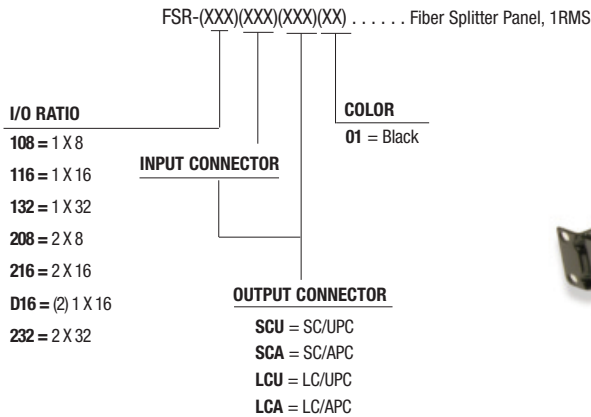 FSR-(XXX)(XXX)(XXX)(XX) . . . . . . Fiber Splitter Panel, 1RMS
I/O RATIO
108 = 1 X 8
116 = 1 X 16
132 = 1 X 32
208 = 2 X 8
216 = 2 X 16
D16 = (2) 1 X 16
232 = 2 X 32
INPUT CONNECTOR
COLOR
01 = Black
OUTPUT CONNECTOR
SCU = SC/UPC
SCA = SC/APC
LCU = LC/UPC
LCA = LC/APC